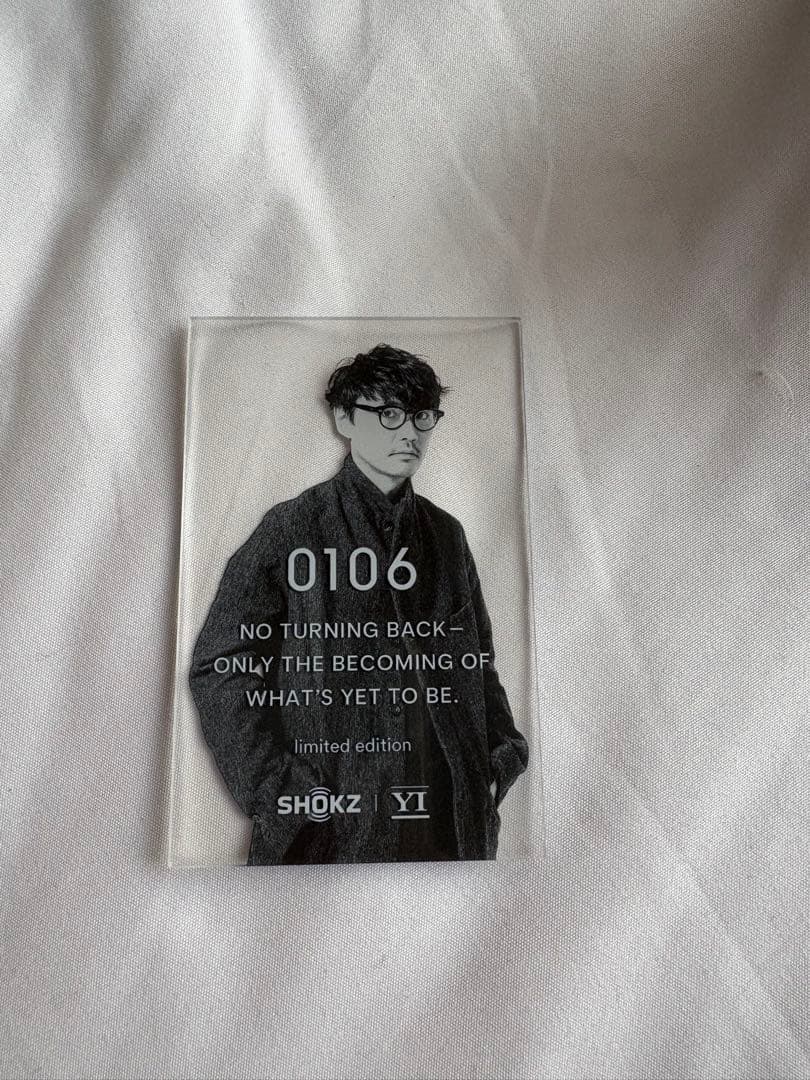 0106
NO TURNING BACK–
ONLY THE BECOMING OF
WHAT'S YET TO BE.
limited edition
SHOKZ | YI